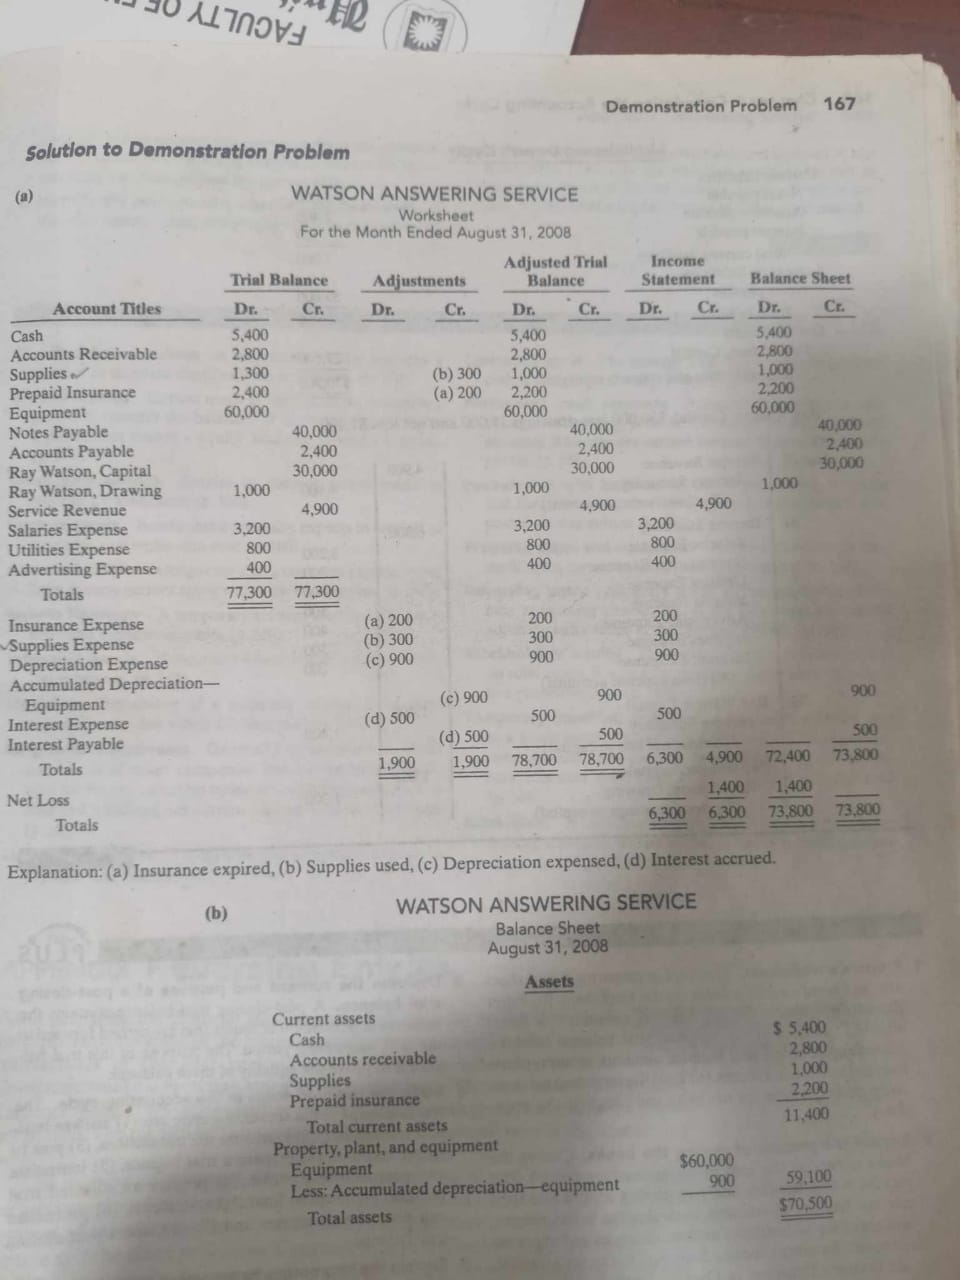 FACULTY OF
Demonstration Problem 167
Solution to Demonstration Problem
(a)
WATSON ANSWERING SERVICE
Worksheet
For the Month Ended August 31, 2008
Adjusted Trial Income
Trial Balance Adjustments Balance Statement Balance Sheet
Account Titles Dr. Cr. Dr. Cr. Dr. Cr. Dr. Cr. Dr. Cr.
Cash 5,400 5,400 5,400
Accounts Receivable 2,800 2,800 2,800
Supplies 1,300 (b) 300 1,000 1,000
Prepaid Insurance 2,400 (a) 200 2,200 2,200
Equipment 60,000 60,000 60,000
Notes Payable 40,000 40,000 40,000
Accounts Payable 2,400 2,400 2,400
Ray Watson, Capital 30,000 30,000 30,000
Ray Watson, Drawing 1,000 1,000 1,000
Service Revenue 4,900 4,900 4,900
Salaries Expense 3,200 3,200 3,200
Utilities Expense 800 800 800
Advertising Expense 400 400 400
Totals 77,300 77,300
Insurance Expense (a) 200 200 200
Supplies Expense (b) 300 300 300
Depreciation Expense (c) 900 900 900
Accumulated Depreciation—
Equipment (c) 900 900 900
Interest Expense (d) 500 500 500
Interest Payable (d) 500 500 500
Totals 1,900 1,900 78,700 78,700 6,300 4,900 72,400 73,800
Net Loss 1,400 1,400
Totals 6,300 6,300 73,800 73,800
Explanation: (a) Insurance expired, (b) Supplies used, (c) Depreciation expensed, (d) Interest accrued.
(b)
WATSON ANSWERING SERVICE
Balance Sheet
August 31, 2008
Assets
Current assets
Cash $ 5,400
Accounts receivable 2,800
Supplies 1,000
Prepaid insurance 2,200
Total current assets 11,400
Property, plant, and equipment
Equipment $60,000
Less: Accumulated depreciation—equipment 900 59,100
Total assets $70,500